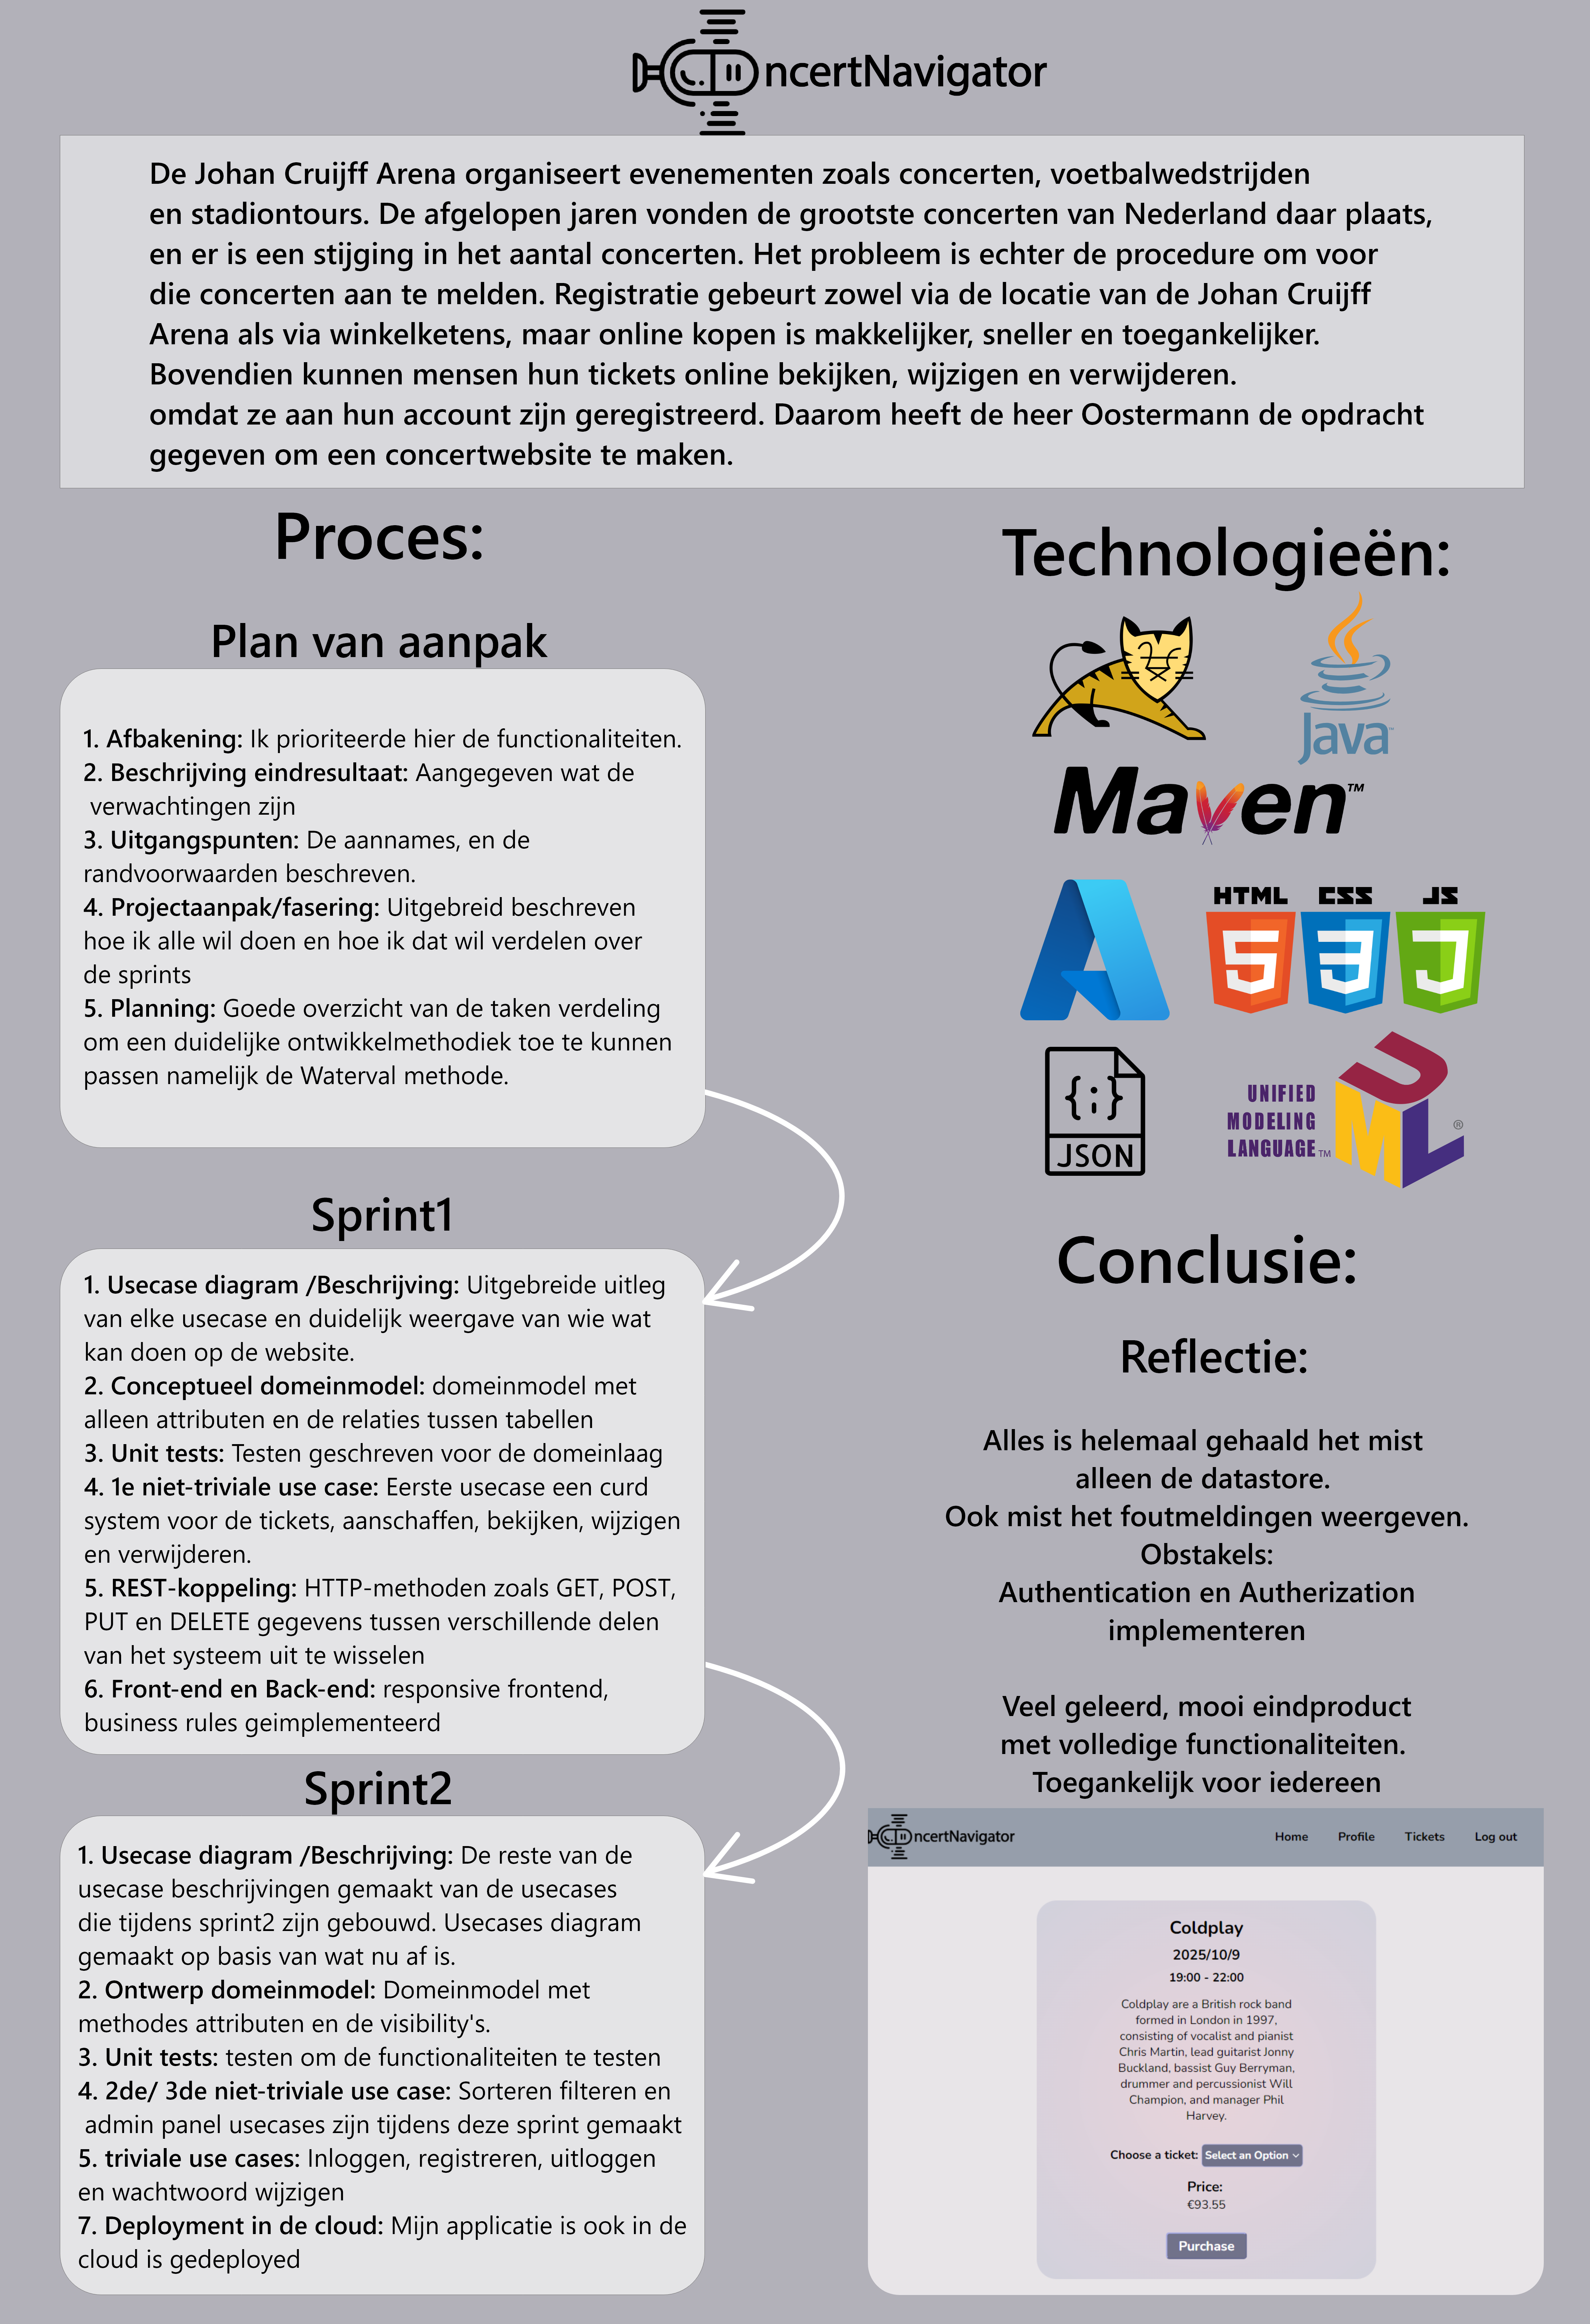 ncertNavigator
De Johan Cruijff Arena organiseert evenementen zoals concerten, voetbalwedstrijden
en stadiontours. De afgelopen jaren vonden de grootste concerten van Nederland daar plaats,
en er is een stijging in het aantal concerten. Het probleem is echter de procedure om voor
die concerten aan te melden. Registratie gebeurt zowel via de locatie van de Johan Cruijff
Arena als via winkelketens, maar online kopen is makkelijker, sneller en toegankelijker.
Bovendien kunnen mensen hun tickets online bekijken, wijzigen en verwijderen.
omdat ze aan hun account zijn geregistreerd. Daarom heeft de heer Oostermann de opdracht
gegeven om een concertwebsite te maken.
Proces:
Plan van aanpak
1. Afbakening: Ik prioriteerde hier de functionaliteiten.
2. Beschrijving eindresultaat: Aangegeven wat de
verwachtingen zijn
3. Uitgangspunten: De aannames, en de
randvoorwaarden beschreven.
4. Projectaanpak/fasering: Uitgebreid beschreven
hoe ik alle wil doen en hoe ik dat wil verdelen over
de sprints
5. Planning: Goede overzicht van de taken verdeling
om een duidelijke ontwikkelmethodiek toe te kunnen
passen namelijk de Waterval methode.
Sprint1
1. Usecase diagram /Beschrijving: Uitgebreide uitleg
van elke usecase en duidelijk weergave van wie wat
kan doen op de website.
2. Conceptueel domeinmodel: domeinmodel met
alleen attributen en de relaties tussen tabellen
3. Unit tests: Testen geschreven voor de domeinlaag
4. 1e niet-triviale use case: Eerste usecase een curd
system voor de tickets, aanschaffen, bekijken, wijzigen
en verwijderen.
5. REST-koppeling: HTTP-methoden zoals GET, POST,
PUT en DELETE gegevens tussen verschillende delen
van het systeem uit te wisselen
6. Front-end en Back-end: responsive frontend,
business rules geimplementeerd
Sprint2
1. Usecase diagram /Beschrijving: De reste van de
usecase beschrijvingen gemaakt van de usecases
die tijdens sprint2 zijn gebouwd. Usecases diagram
gemaakt op basis van wat nu af is.
2. Ontwerp domeinmodel: Domeinmodel met
methodes attributen en de visibility's.
3. Unit tests: testen om de functionaliteiten te testen
4. 2de/ 3de niet-triviale use case: Sorteren filteren en
admin panel usecases zijn tijdens deze sprint gemaakt
5. triviale use cases: Inloggen, registreren, uitloggen
en wachtwoord wijzigen
7. Deployment in de cloud: Mijn applicatie is ook in de
cloud is gedeployed
Technologieën:
Java™
Maven™
HTML CSS JS
5 3 J
{;}
JSON
UNIFIED
MODELING
LANGUAGE™
UML®
Conclusie:
Reflectie:
Alles is helemaal gehaald het mist
alleen de datastore.
Ook mist het foutmeldingen weergeven.
Obstakels:
Authentication en Autherization
implementeren
Veel geleerd, mooi eindproduct
met volledige functionaliteiten.
Toegankelijk voor iedereen
ncertNavigator Home Profile Tickets Log out
Coldplay
2025/10/9
19:00 - 22:00
Coldplay are a British rock band
formed in London in 1997,
consisting of vocalist and pianist
Chris Martin, lead guitarist Jonny
Buckland, bassist Guy Berryman,
drummer and percussionist Will
Champion, and manager Phil
Harvey.
Choose a ticket: Select an Option
Price:
€93.55
Purchase